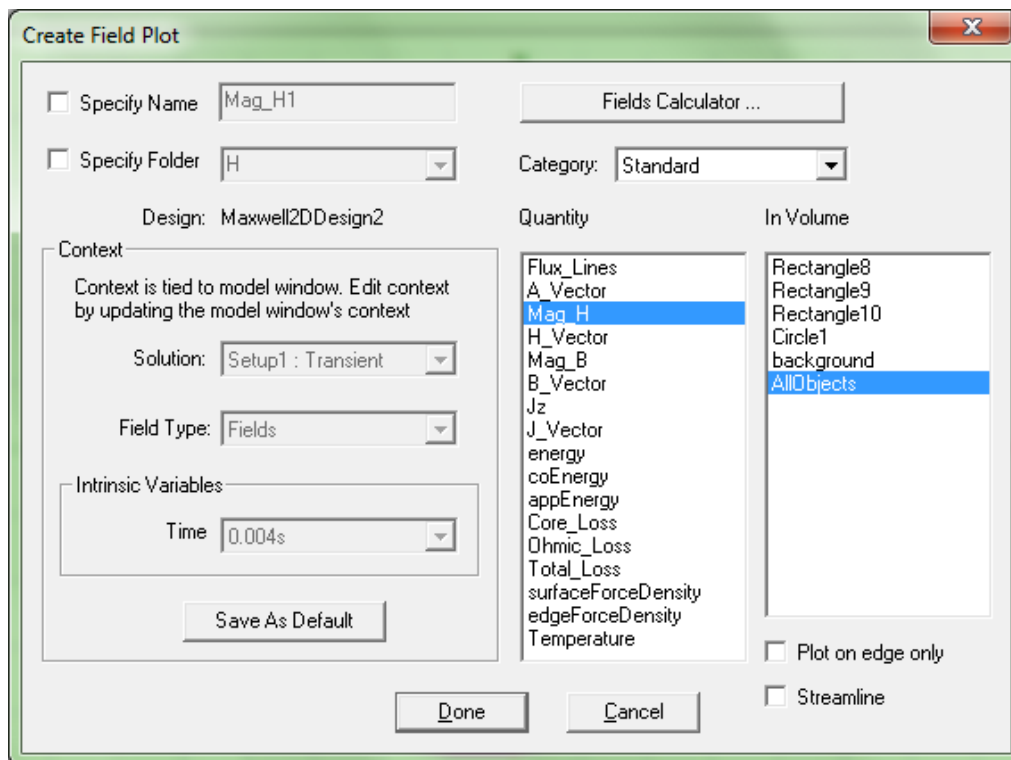 Create Field Plot
Specify Name
Mag_H1
Fields Calculator ...
Specify Folder
H
Category:
Standard
Design: Maxwell2DDesign2
Context
Context is tied to model window. Edit context
by updating the model window's context
Solution:
Setup1 : Transient
Field Type:
Fields
Intrinsic Variables
Time
0.004s
Save As Default
Quantity
Flux_Lines
A_Vector
Mag_H
H_Vector
Mag_B
B_Vector
Jz
J_Vector
energy
coEnergy
appEnergy
Core_Loss
Ohmic_Loss
Total_Loss
surfaceForceDensity
edgeForceDensity
Temperature
In Volume
Rectangle8
Rectangle9
Rectangle10
Circle1
background
AllObjects
Plot on edge only
Streamline
Done
Cancel